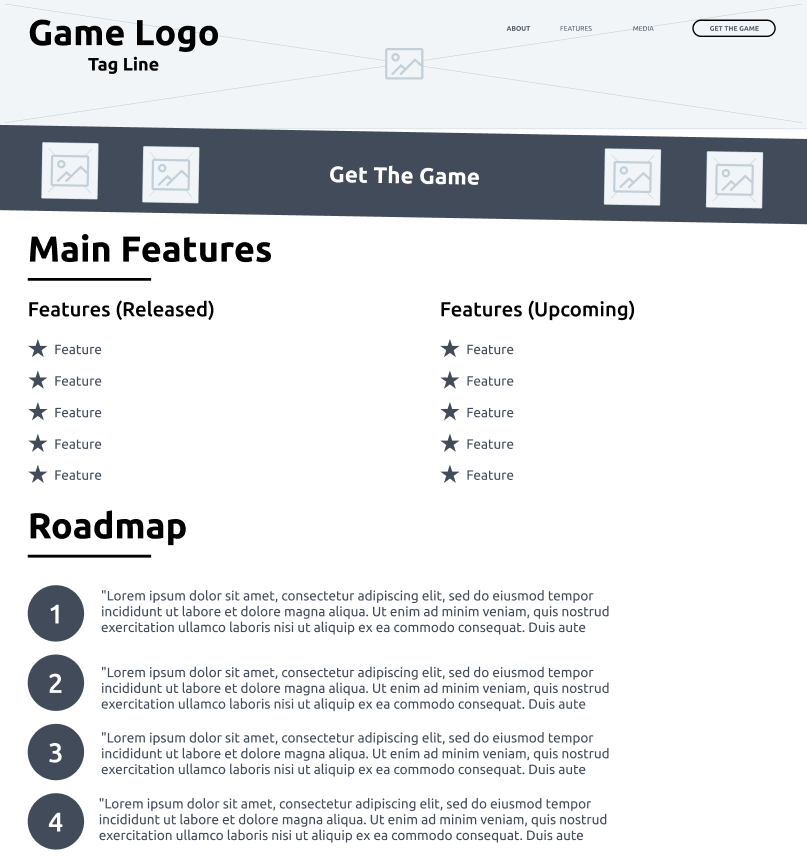 Game Logo
Tag Line
ABOUT FEATURES MEDIA GET THE GAME
Get The Game
Main Features
Features (Released)
Feature
Feature
Feature
Feature
Feature
Features (Upcoming)
Feature
Feature
Feature
Feature
Feature
Roadmap
1
"Lorem ipsum dolor sit amet, consectetur adipiscing elit, sed do eiusmod tempor
incididunt ut labore et dolore magna aliqua. Ut enim ad minim veniam, quis nostrud
exercitation ullamco laboris nisi ut aliquip ex ea commodo consequat. Duis aute
2
"Lorem ipsum dolor sit amet, consectetur adipiscing elit, sed do eiusmod tempor
incididunt ut labore et dolore magna aliqua. Ut enim ad minim veniam, quis nostrud
exercitation ullamco laboris nisi ut aliquip ex ea commodo consequat. Duis aute
3
"Lorem ipsum dolor sit amet, consectetur adipiscing elit, sed do eiusmod tempor
incididunt ut labore et dolore magna aliqua. Ut enim ad minim veniam, quis nostrud
exercitation ullamco laboris nisi ut aliquip ex ea commodo consequat. Duis aute
4
"Lorem ipsum dolor sit amet, consectetur adipiscing elit, sed do eiusmod tempor
incididunt ut labore et dolore magna aliqua. Ut enim ad minim veniam, quis nostrud
exercitation ullamco laboris nisi ut aliquip ex ea commodo consequat. Duis aute